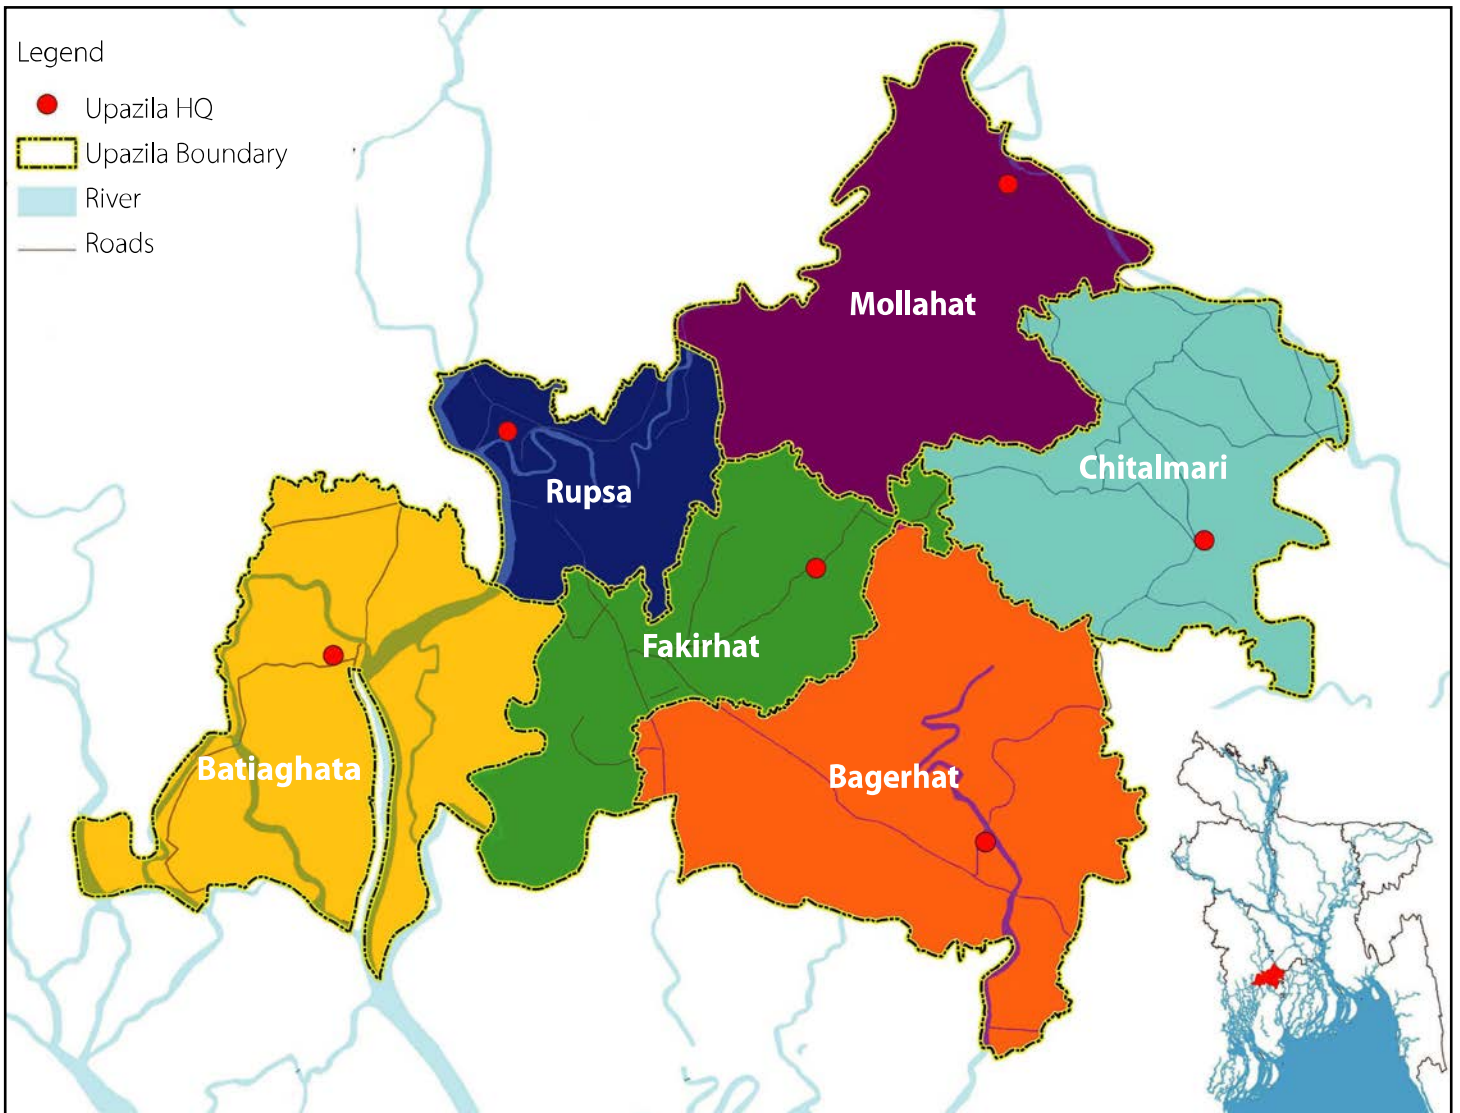 Legend
Upazila HQ
Upazila Boundary
River
Roads
Mollahat
Chitalmari
Rupsa
Fakirhat
Batiaghata
Bagerhat